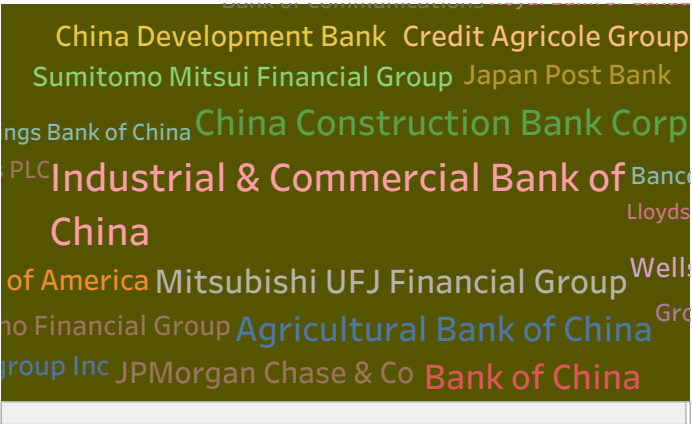 China Development Bank Credit Agricole Group
Sumitomo Mitsui Financial Group Japan Post Bank
ngs Bank of China China Construction Bank Corp
PLC Industrial & Commercial Bank of Banco
China Lloyds
of America Mitsubishi UFJ Financial Group Wells
Financial Group Agricultural Bank of China Gro
group Inc JPMorgan Chase & Co Bank of China